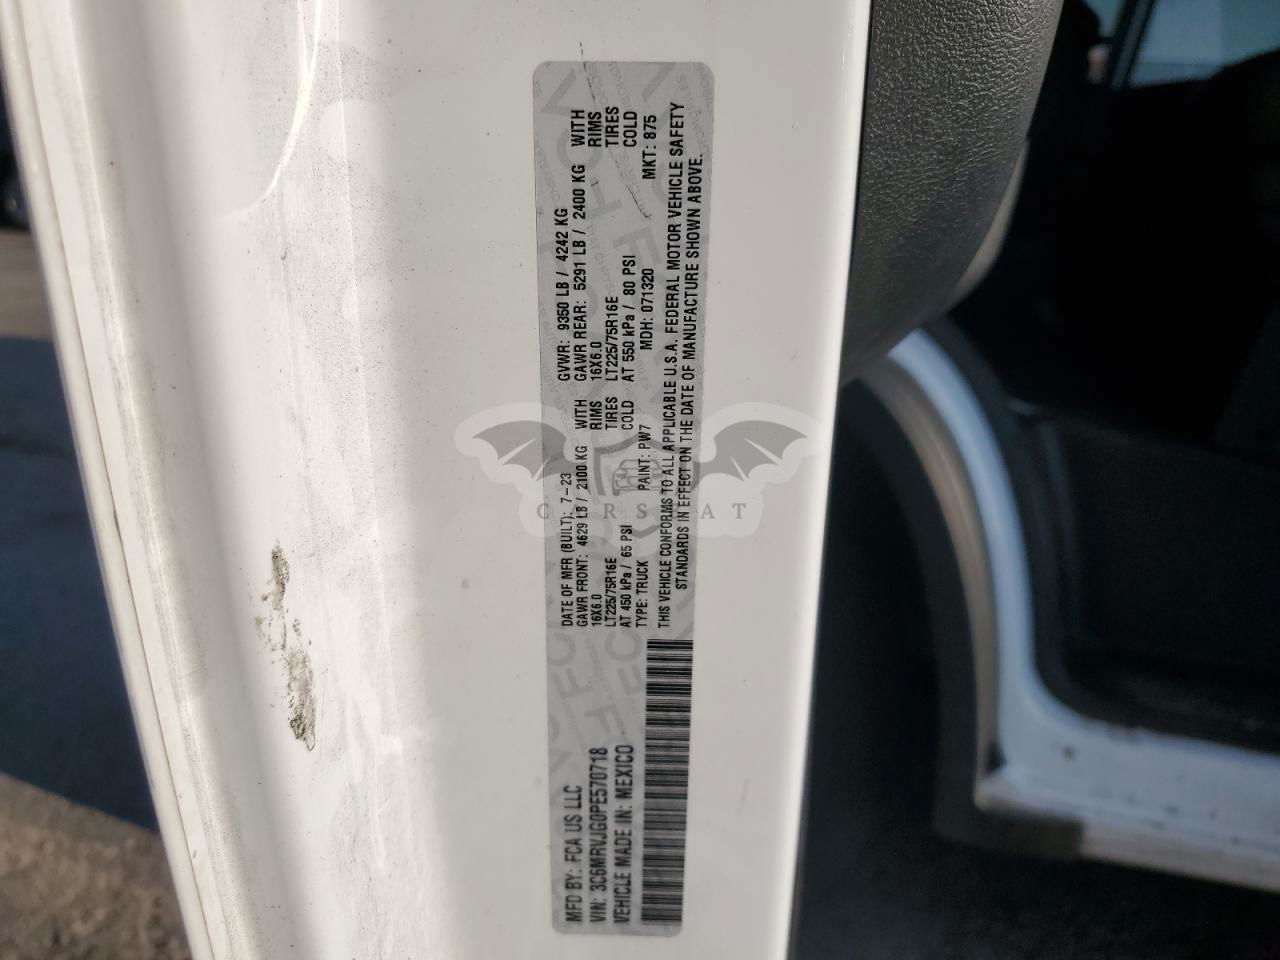 MFD BY: FCA US LLC
DATE OF MFR (BUILT): 7-23
GVWR: 9350 LB / 4242 KG
VIN: 3C6MRVJG0PE570718
GAWR FRONT: 4629 LB / 2100 KG WITH
GAWR REAR: 5291 LB / 2400 KG WITH
VEHICLE MADE IN: MEXICO
16X6.0 RIMS
16X6.0 RIMS
LT225/75R16E TIRES
LT225/75R16E TIRES
AT 450 kPa / 65 PSI COLD
AT 550 kPa / 80 PSI COLD
TYPE: TRUCK PAINT: PW7 MDH: 071320 MKT: 875
THIS VEHICLE CONFORMS TO ALL APPLICABLE U.S.A. FEDERAL MOTOR VEHICLE SAFETY
STANDARDS IN EFFECT ON THE DATE OF MANUFACTURE SHOWN ABOVE.
CARSBAT